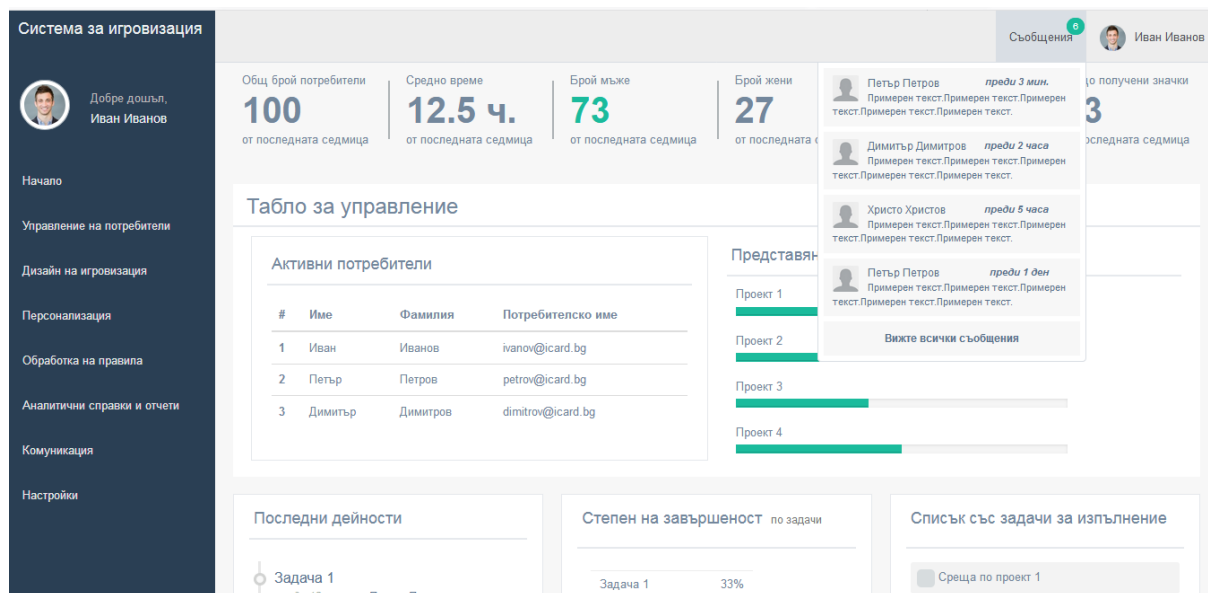 Система за игровизация
Съобщения
6
Иван Иванов
Добре дошъл,
Иван Иванов
Начало
Управление на потребители
Дизайн на игровизация
Персонализация
Обработка на правила
Аналитични справки и отчети
Комуникация
Настройки
Общ брой потребители
100
от последната седмица
Средно време
12.5 ч.
от последната седмица
Брой мъже
73
от последната седмица
Брой жени
27
от последната
получени значки
3
седмица
Петър Петров преди 3 мин.
Примерен текст.Примерен текст.Примерен
текст.Примерен текст.Примерен текст.
Димитър Димитров преди 2 часа
Примерен текст.Примерен текст.Примерен
текст.Примерен текст.Примерен текст.
Христо Христов преди 5 часа
Примерен текст.Примерен текст.Примерен
текст.Примерен текст.Примерен текст.
Петър Петров преди 1 ден
Примерен текст.Примерен текст.Примерен
текст.Примерен текст.Примерен текст.
Вижте всички съобщения
Табло за управление
Активни потребители
# Име Фамилия Потребителско име
1 Иван Иванов ivanov@icard.bg
2 Петър Петров petrov@icard.bg
3 Димитър Димитров dimitrov@icard.bg
Представян
Проект 1
Проект 2
Проект 3
Проект 4
Последни дейности
Задача 1
Степен на завършеност по задачи
Задача 1 33%
Списък със задачи за изпълнение
Среща по проект 1